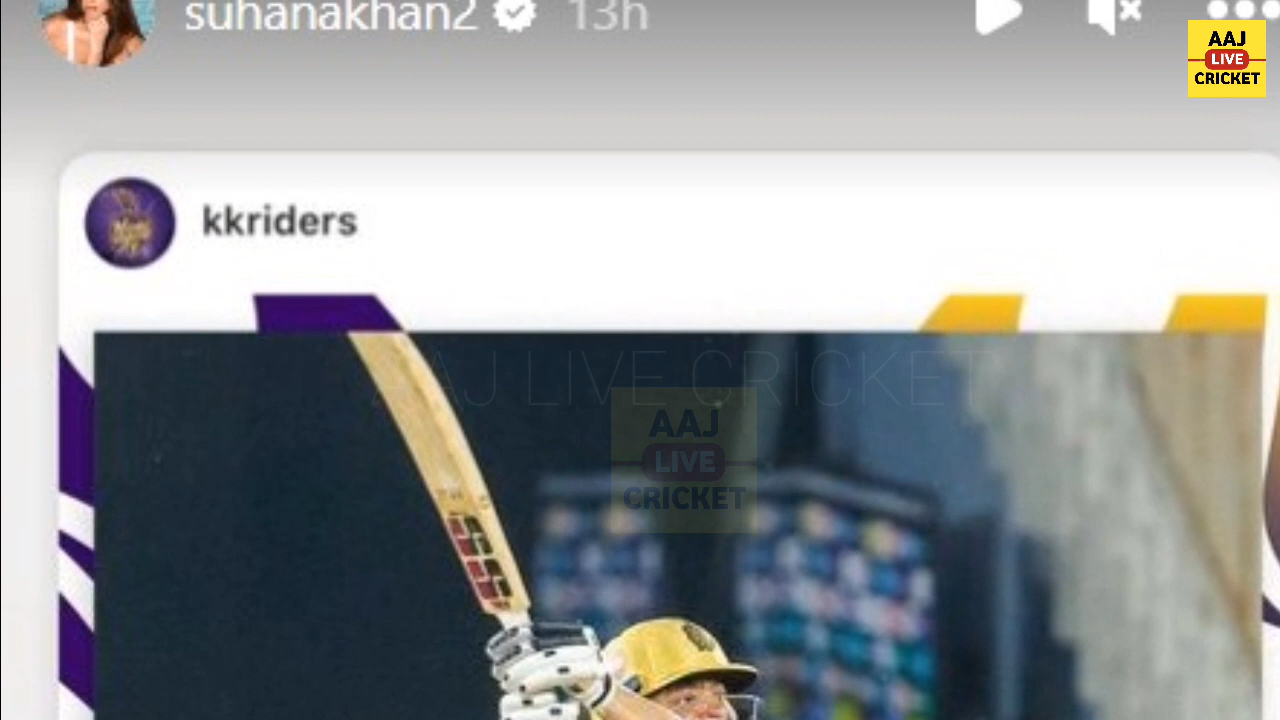 suhanakhan2 13h
AAJ
LIVE
CRICKET
kkriders
AAJ LIVE CRICKET
AAJ
LIVE
CRICKET